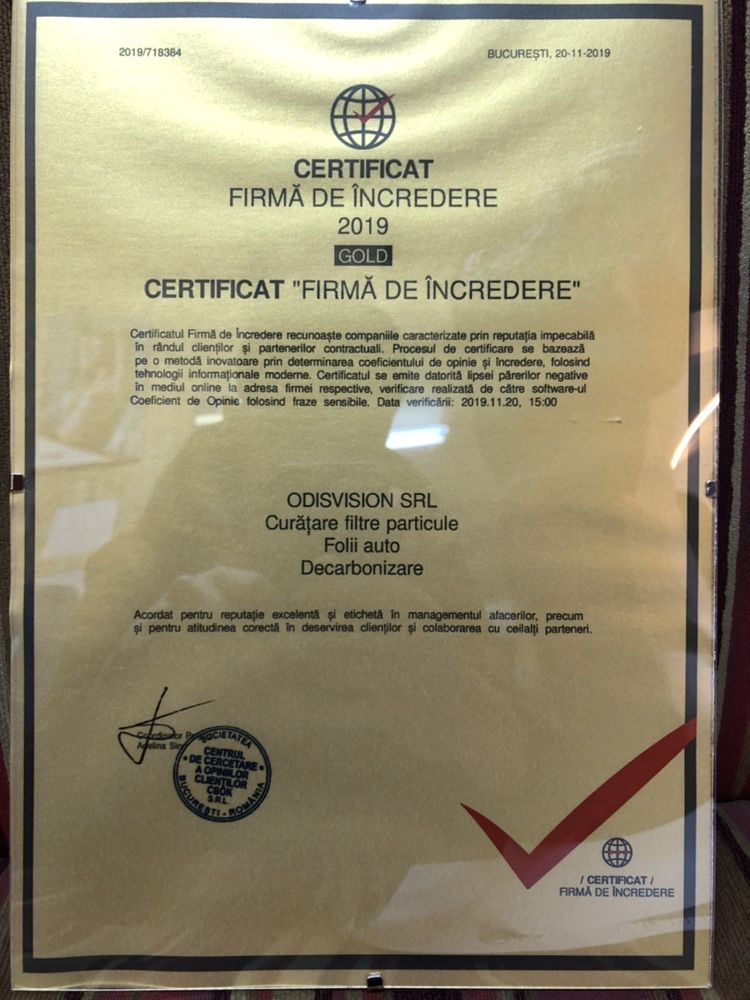 2019/718384
BUCUREȘTI, 20-11-2019
CERTIFICAT
FIRMĂ DE ÎNCREDERE
2019
GOLD
CERTIFICAT "FIRMĂ DE ÎNCREDERE"
Certificatul Firmă de Încredere recunoaște companiile caracterizate prin reputația impecabilă
în rândul clienților și partenerilor contractuali. Procesul de certificare se bazează
pe o metodă inovatoare prin determinarea coeficientului de opinie și încredere, folosind
tehnologii informaționale moderne. Certificatul se emite datorită lipsei părerilor negative
în mediul online la adresa firmei respective, verificare realizată de către software-ul
Coeficient de Opinie folosind fraze sensibile. Data verificării: 2019.11.20, 15:00
ODISVISION SRL
Curățare filtre particule
Folii auto
Decarbonizare
Acordat pentru reputație excelentă și etichetă în managementul afacerilor, precum
și pentru atitudinea corectă în deservirea clienților și colaborarea cu ceilalți parteneri.
Coordinator
Adelina
SOCIETATEA
CENTRUL
DE CERCETARE
A OPINIILOR
CLIENȚILOR
CBOK
S.R.L.
BUCUREȘTI - ROMÂNIA
/ CERTIFICAT /
FIRMĂ DE ÎNCREDERE